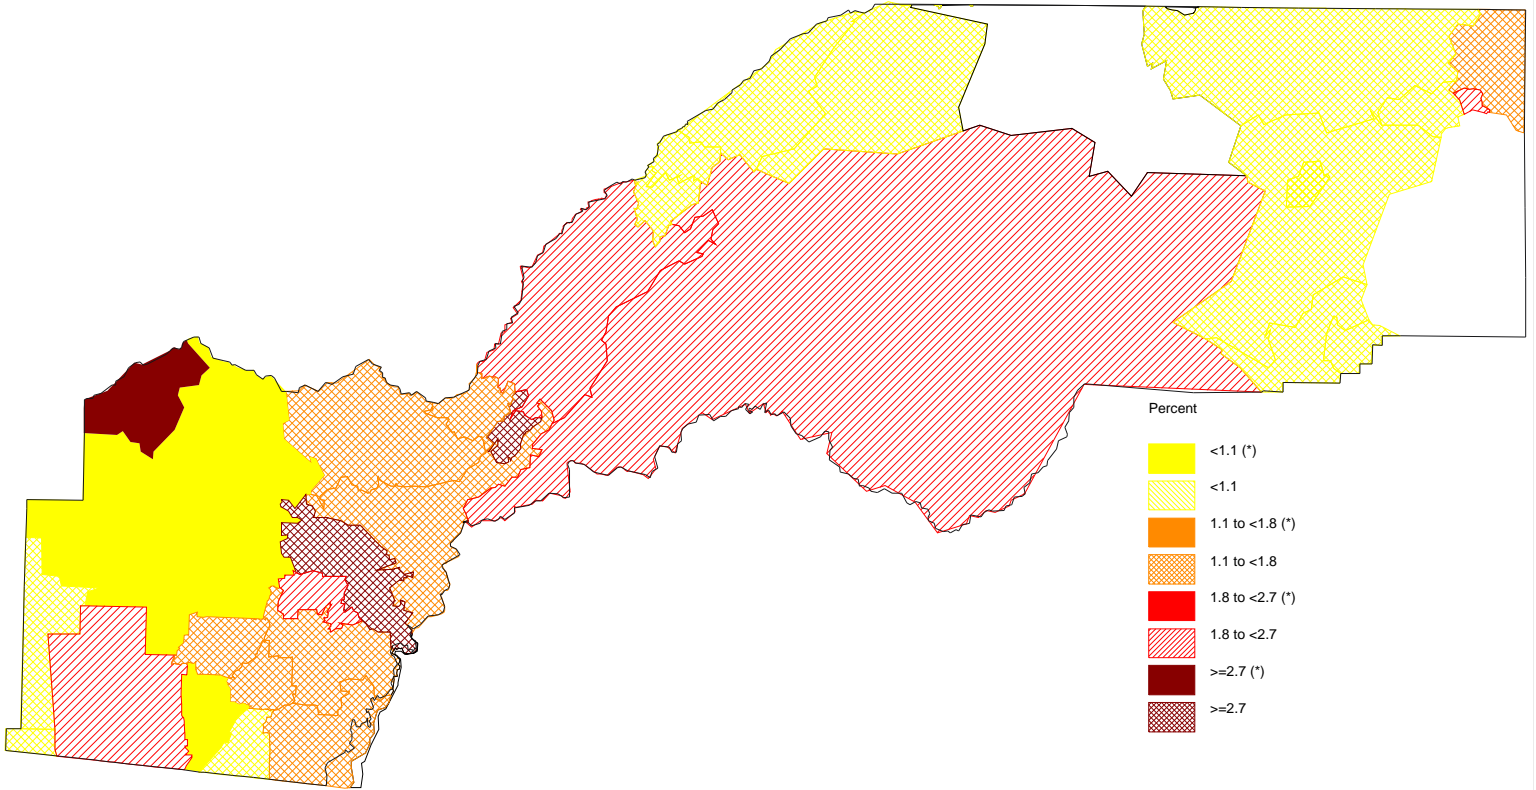 Percent
<1.1 (*)
<1.1
1.1 to <1.8 (*)
1.1 to <1.8
1.8 to <2.7 (*)
1.8 to <2.7
>=2.7 (*)
>=2.7